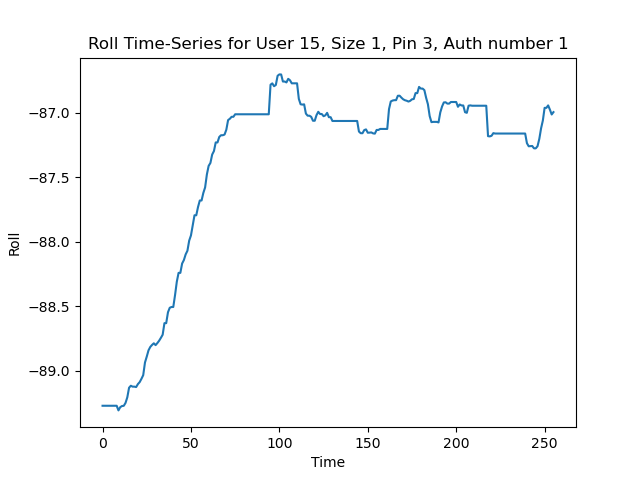 Roll Time-Series for User 15, Size 1, Pin 3, Auth number 1
−87.0
−87.5
−88.0
−88.5
−89.0
Roll
0 50 100 150 200 250
Time